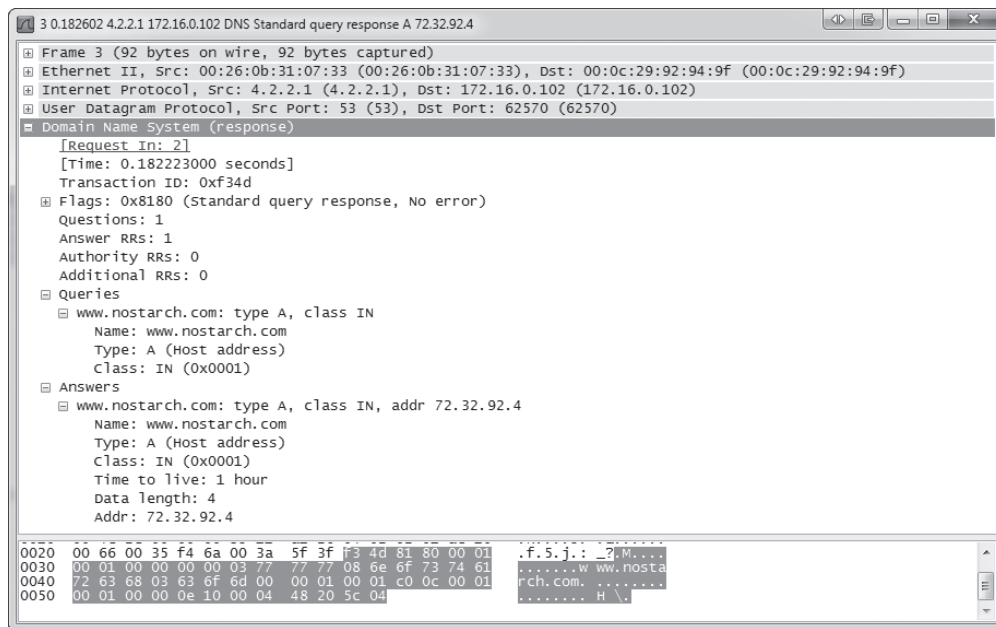 3 0.182602 4.2.2.1 172.16.0.102 DNS Standard query response A 72.32.92.4
Frame 3 (92 bytes on wire, 92 bytes captured)
Ethernet II, Src: 00:26:0b:31:07:33 (00:26:0b:31:07:33), Dst: 00:0c:29:92:94:9f (00:0c:29:92:94:9f)
Internet Protocol, Src: 4.2.2.1 (4.2.2.1), Dst: 172.16.0.102 (172.16.0.102)
User Datagram Protocol, Src Port: 53 (53), Dst Port: 62570 (62570)
Domain Name System (response)
[Request In: 2]
[Time: 0.182223000 seconds]
Transaction ID: 0xf34d
Flags: 0x8180 (Standard query response, No error)
Questions: 1
Answer RRs: 1
Authority RRs: 0
Additional RRs: 0
Queries
www.nostarch.com: type A, class IN
Name: www.nostarch.com
Type: A (Host address)
Class: IN (0x0001)
Answers
www.nostarch.com: type A, class IN, addr 72.32.92.4
Name: www.nostarch.com
Type: A (Host address)
Class: IN (0x0001)
Time to live: 1 hour
Data length: 4
Addr: 72.32.92.4
0020 00 66 00 35 f4 6a 00 3a 5f 3f f3 4d 81 80 00 01 .f.5.j.: _?.M....
0030 00 01 00 00 00 00 03 77 77 77 08 6e 6f 73 74 61 .......w ww.nosta
0040 72 63 68 03 63 6f 6d 00 00 01 00 01 c0 0c 00 01 rch.com. ........
0050 00 01 00 00 0e 10 00 04 48 20 5c 04 ........ H \.